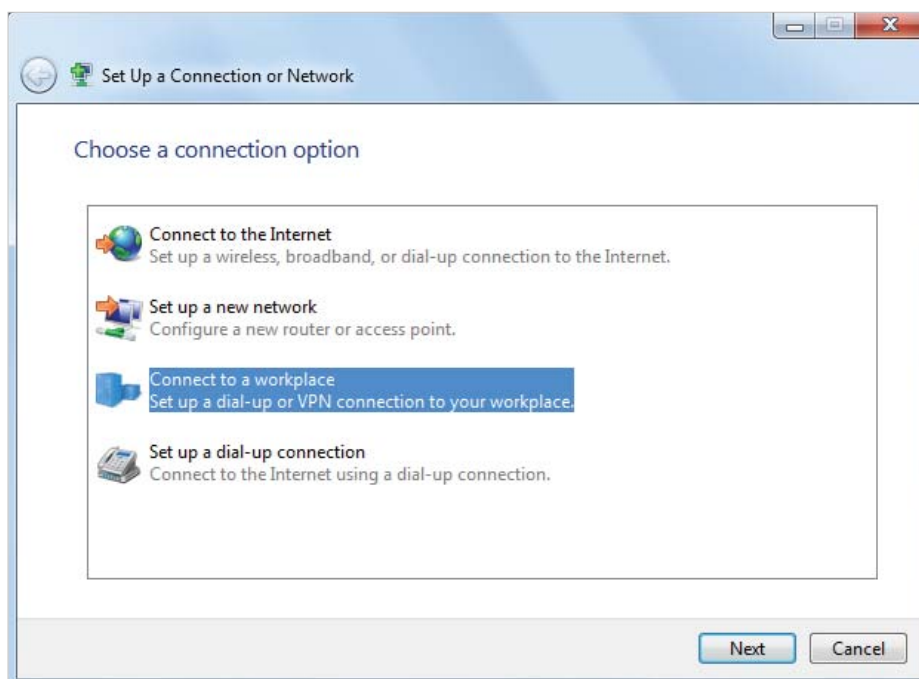 Set Up a Connection or Network
Choose a connection option
Connect to the Internet
Set up a wireless, broadband, or dial-up connection to the Internet.
Set up a new network
Configure a new router or access point.
Connect to a workplace
Set up a dial-up or VPN connection to your workplace.
Set up a dial-up connection
Connect to the Internet using a dial-up connection.
Next Cancel